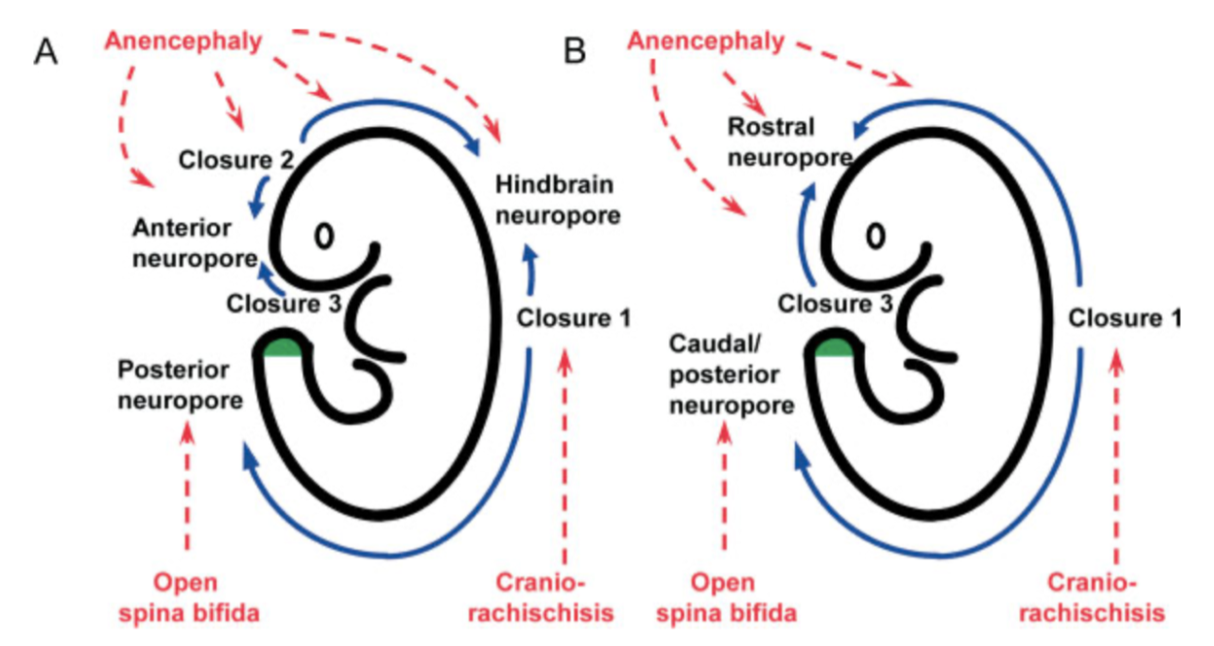 A
Anencephaly
Closure 2
Anterior
neuropore
Closure 3
Hindbrain
neuropore
Closure 1
Posterior
neuropore
Open
spina bifida
Cranio-
rachischisis
B
Anencephaly
Rostral
neuropore
Closure 3
Closure 1
Caudal/
posterior
neuropore
Open
spina bifida
Cranio-
rachischisis